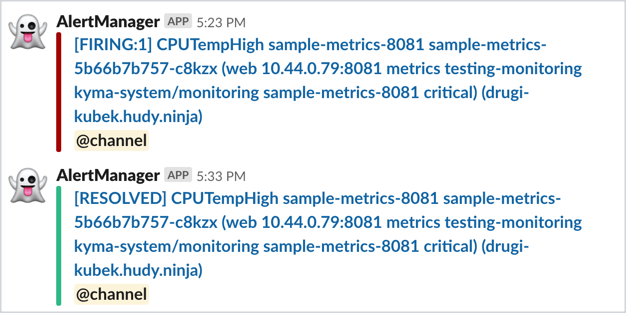 AlertManager APP 5:23 PM
[FIRING:1] CPUTempHigh sample-metrics-8081 sample-metrics-
5b66b7b757-c8kzx (web 10.44.0.79:8081 metrics testing-monitoring
kyma-system/monitoring sample-metrics-8081 critical) (drugi-
kubek.hudy.ninja)
@channel
AlertManager APP 5:33 PM
[RESOLVED] CPUTempHigh sample-metrics-8081 sample-metrics-
5b66b7b757-c8kzx (web 10.44.0.79:8081 metrics testing-monitoring
kyma-system/monitoring sample-metrics-8081 critical) (drugi-
kubek.hudy.ninja)
@channel